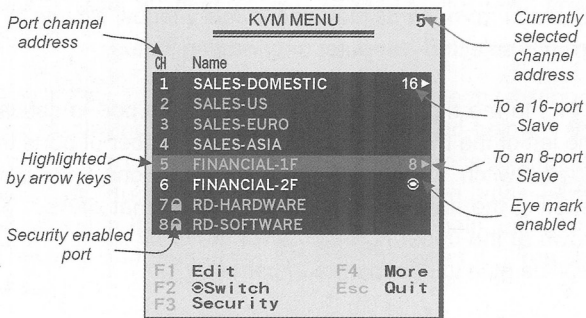 KVM MENU 5
Port channel address
Currently selected channel address
CH Name
1 SALES-DOMESTIC 16
2 SALES-US
3 SALES-EURO
4 SALES-ASIA
5 FINANCIAL-1F 8
6 FINANCIAL-2F
7 RD-HARDWARE
8 RD-SOFTWARE
To a 16-port Slave
Highlighted by arrow keys
To an 8-port Slave
Eye mark enabled
Security enabled port
F1 Edit F4 More
F2 Switch Esc Quit
F3 Security